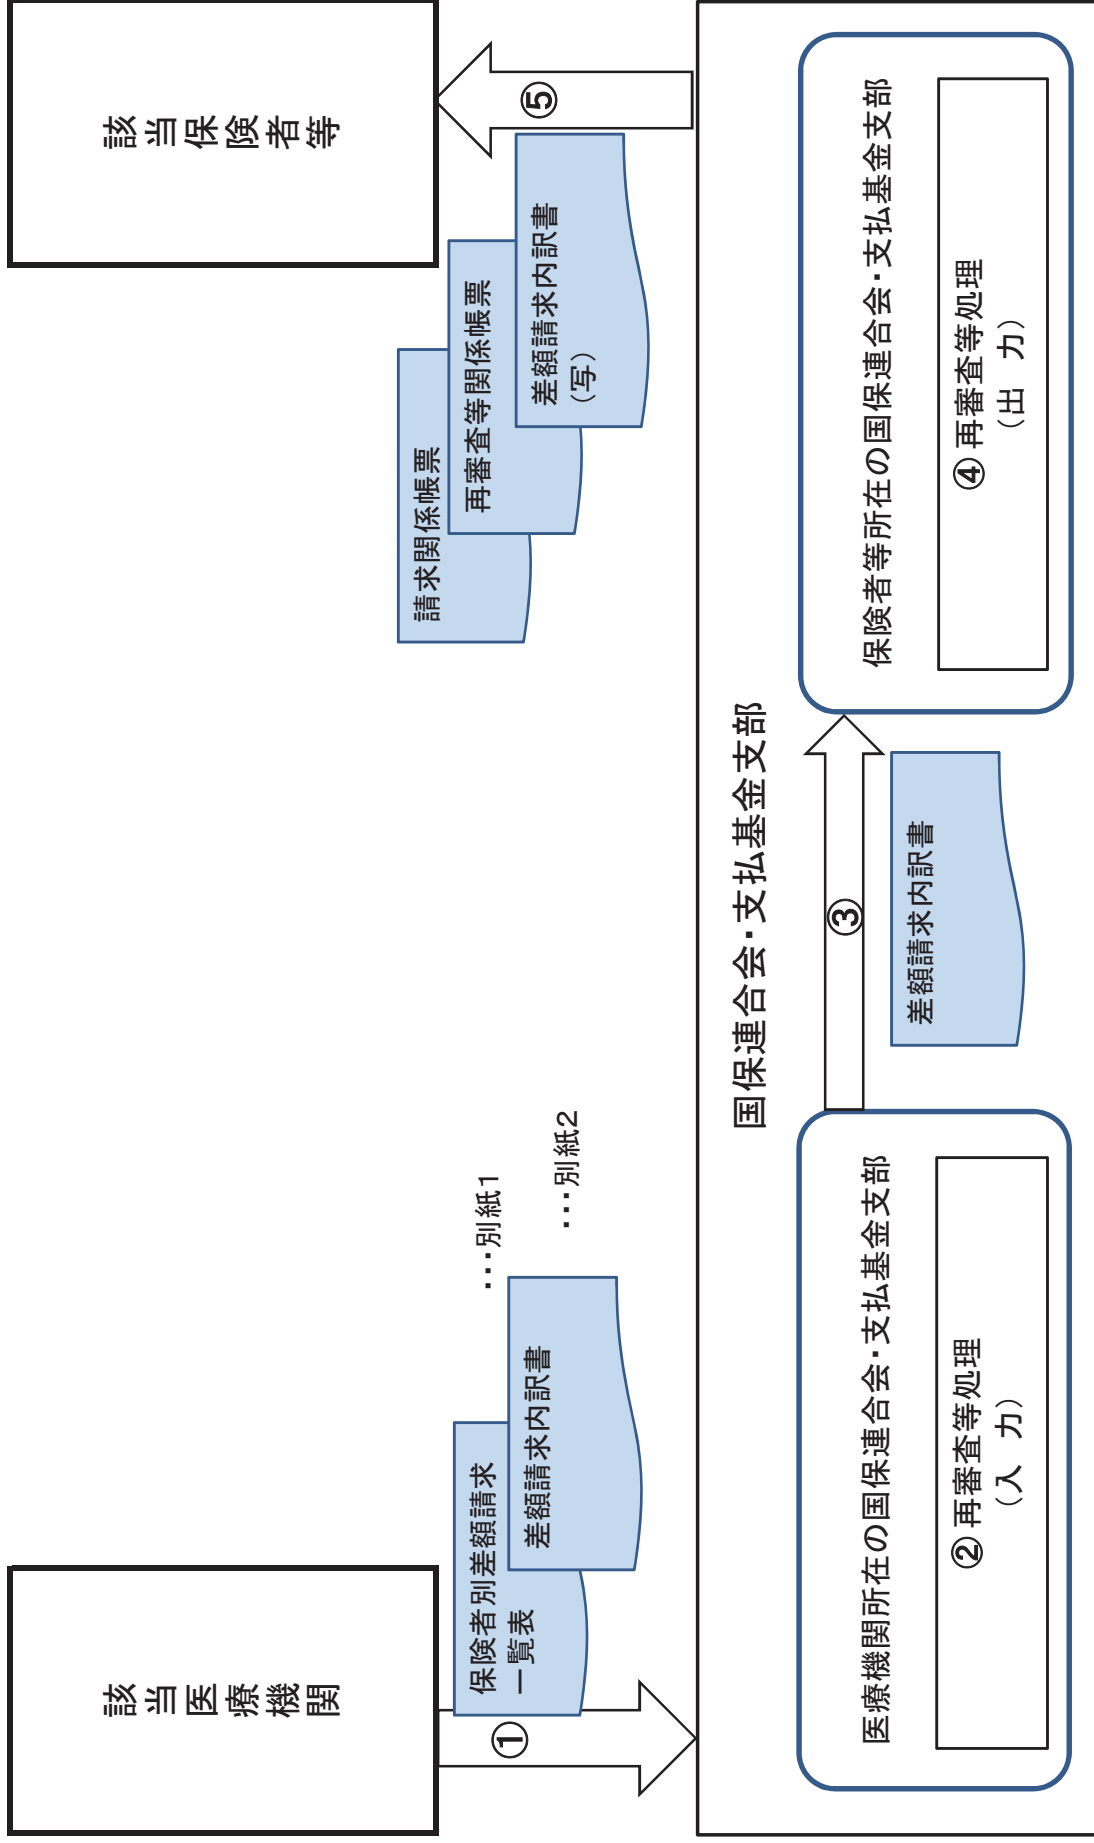 該当医療機関
該当保険者等
①
保険者別差額請求
一覧表
…別紙1
差額請求内訳書
…別紙2
請求関係帳票
再審査等関係帳票
差額請求内訳書
(写)
⑤
国保連合会・支払基金支部
医療機関所在の国保連合会・支払基金支部
②再審査等処理
(入 力)
③
差額請求内訳書
保険者等所在の国保連合会・支払基金支部
④再審査等処理
(出 力)